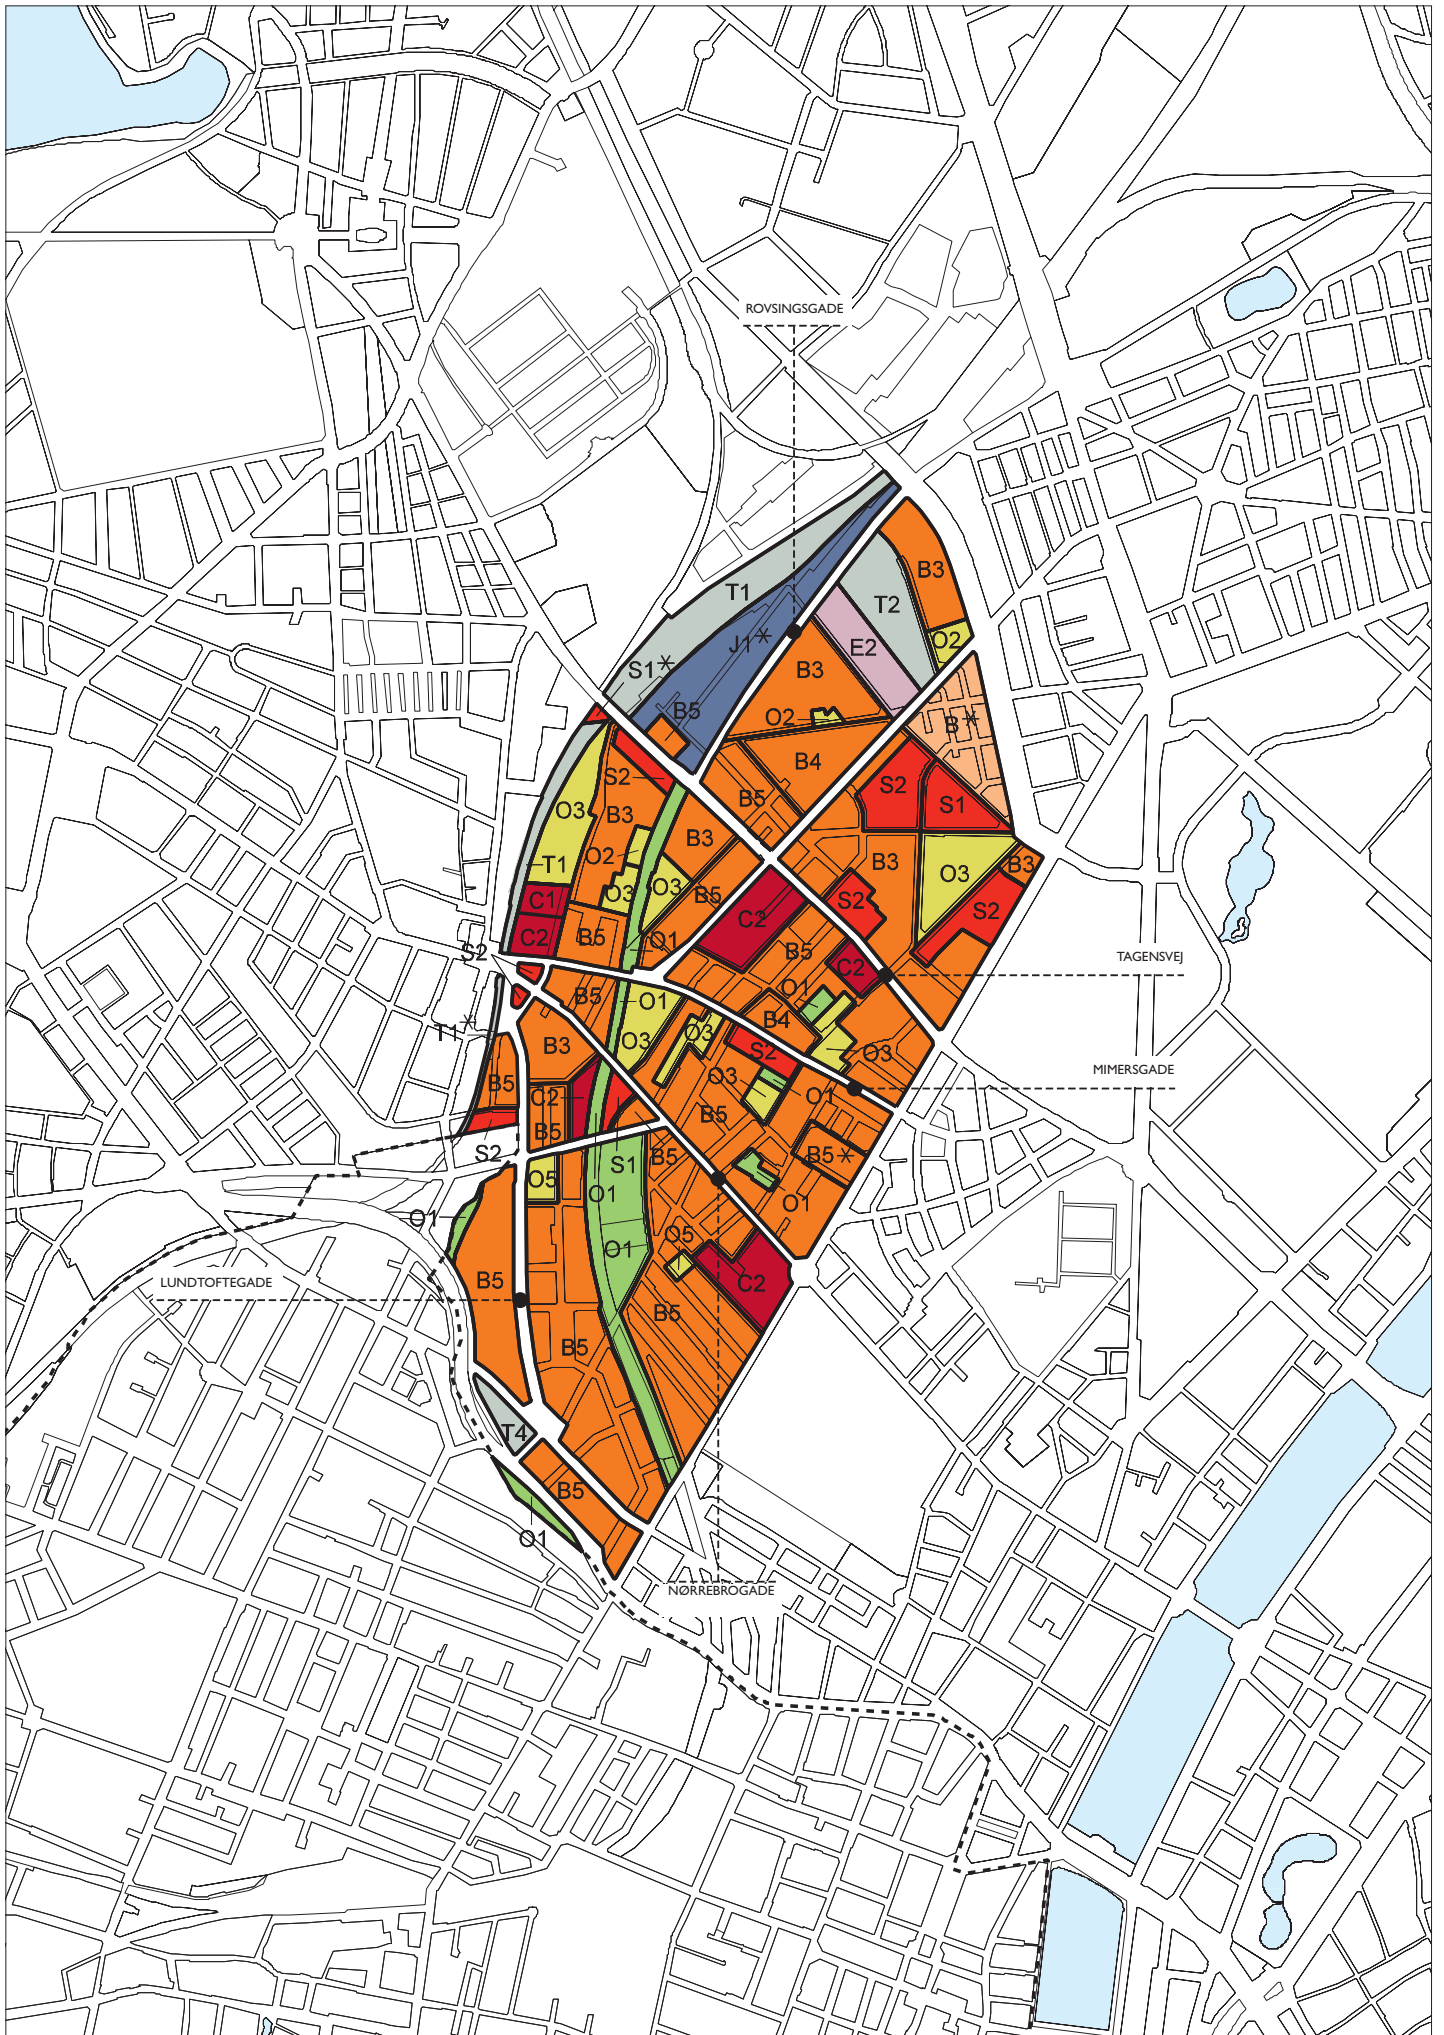 ROVSINGSGADE
B3
T1
T2
O2
J1*
E2
S1*
B3
B5
O2
B*
B4
S2
S2
B5
S1
O3
B3
B3
O2
T1
B3
O3
B3
O3
O3
B5
C1
S2
S2
C2
C2
B5
O1
S2
B5
TAGENSVEJ
C2
B5
O1
O1
T1*
B4
O3
O3
B3
S2
O3
MIMERSGADE
B5
O3
C2
O1
B5
B5
S2
B5
B5*
S1
O5
O1
O1
O1
O5
O1
LUNDTOFTEGADE
B5
C2
B5
B5
T4
B5
O1
NØRREBROGADE